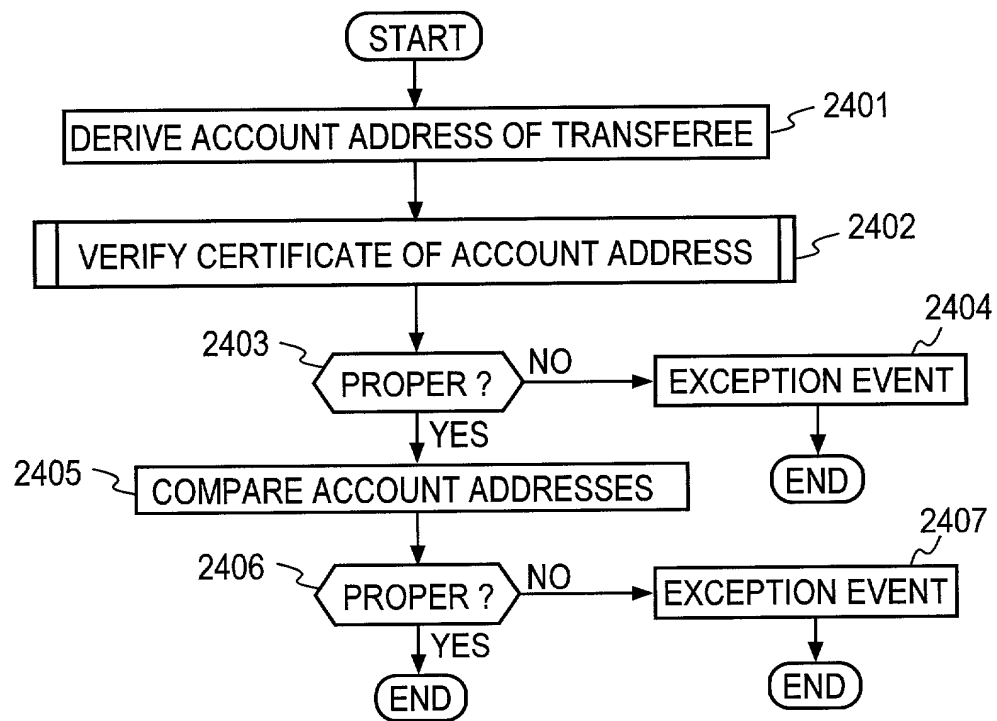 START
2401
DERIVE ACCOUNT ADDRESS OF TRANSFEREE
2402
VERIFY CERTIFICATE OF ACCOUNT ADDRESS
2403
2404
PROPER ?
NO
EXCEPTION EVENT
YES
END
2405
COMPARE ACCOUNT ADDRESSES
2406
2407
PROPER ?
NO
EXCEPTION EVENT
YES
END
END